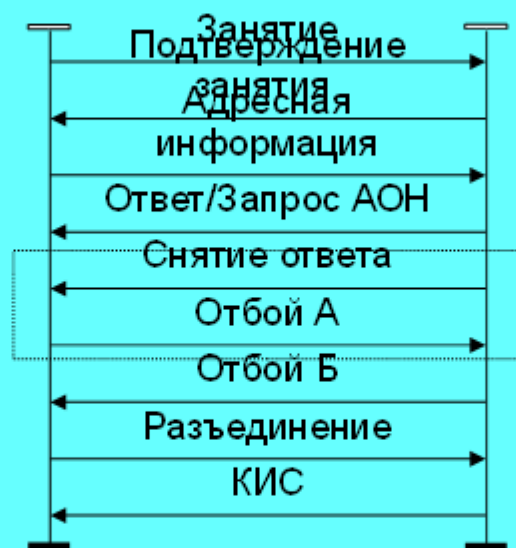 Занятие
Подтверждение
занятия
Адресная
информация
Ответ/Запрос АОН
Снятие ответа
Отбой А
Отбой Б
Разъединение
КИС